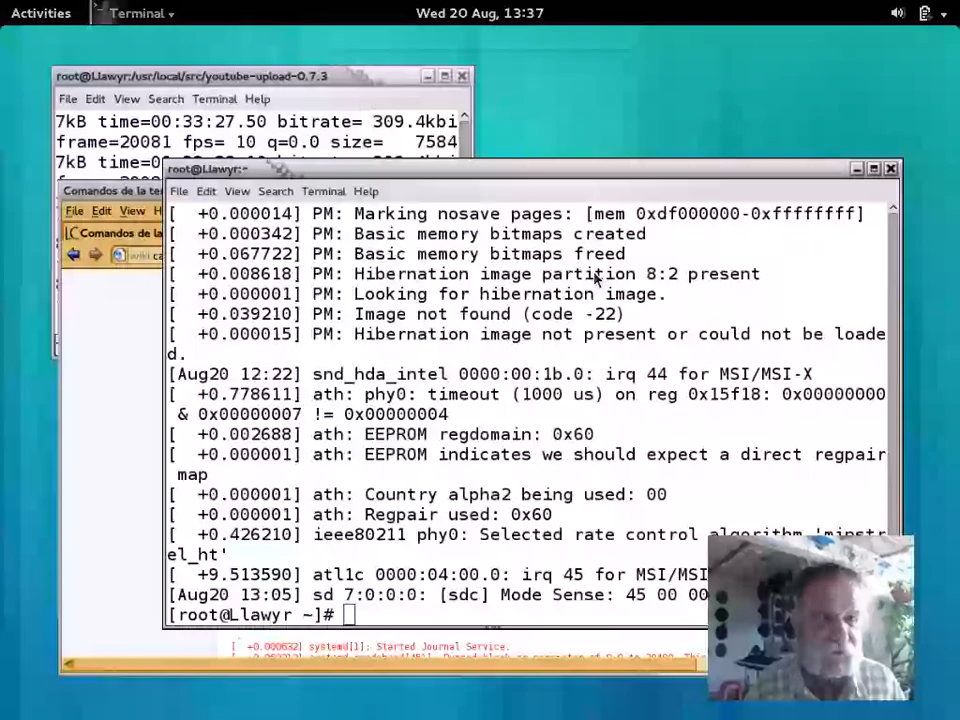 Activities
Terminal
Wed 20 Aug, 13:37
root@Llawyr:/usr/local/src/youtube-upload-0.7.3
File Edit View Search Terminal Help
7kB time=00:33:27.50 bitrate= 309.4kbi
frame=20081 fps= 10 q=0.0 size= 7584
root@Llawyr:~
File Edit View Search Terminal Help
Comandos de la te
File Edit View H
Comandos de la
wiki
[ +0.000014] PM: Marking nosave pages: [mem 0xdf000000-0xffffffff]
[ +0.000342] PM: Basic memory bitmaps created
[ +0.067722] PM: Basic memory bitmaps freed
[ +0.008618] PM: Hibernation image partition 8:2 present
[ +0.000001] PM: Looking for hibernation image.
[ +0.039210] PM: Image not found (code -22)
[ +0.000015] PM: Hibernation image not present or could not be loade
d.
[Aug20 12:22] snd_hda_intel 0000:00:1b.0: irq 44 for MSI/MSI-X
[ +0.778611] ath: phy0: timeout (1000 us) on reg 0x15f18: 0x00000000
& 0x00000007 != 0x00000004
[ +0.002688] ath: EEPROM regdomain: 0x60
[ +0.000001] ath: EEPROM indicates we should expect a direct regpair
map
[ +0.000001] ath: Country alpha2 being used: 00
[ +0.000001] ath: Regpair used: 0x60
[ +0.426210] ieee80211 phy0: Selected rate control algorithm 'minst
rel_ht'
[ +9.513590] atl1c 0000:04:00.0: irq 45 for MSI/MSI
[Aug20 13:05] sd 7:0:0:0: [sdc] Mode Sense: 45 00 00
[root@Llawyr ~]#
[ +0.000632] systemd[1]: Started Journal Service.